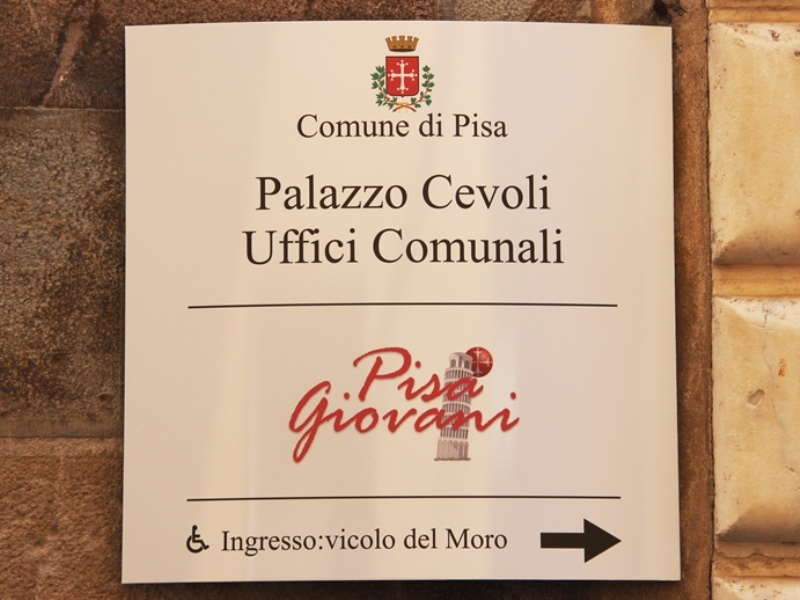 Comune di Pisa
Palazzo Cevoli
Uffici Comunali
Pisa
Giovani
Ingresso:vicolo del Moro